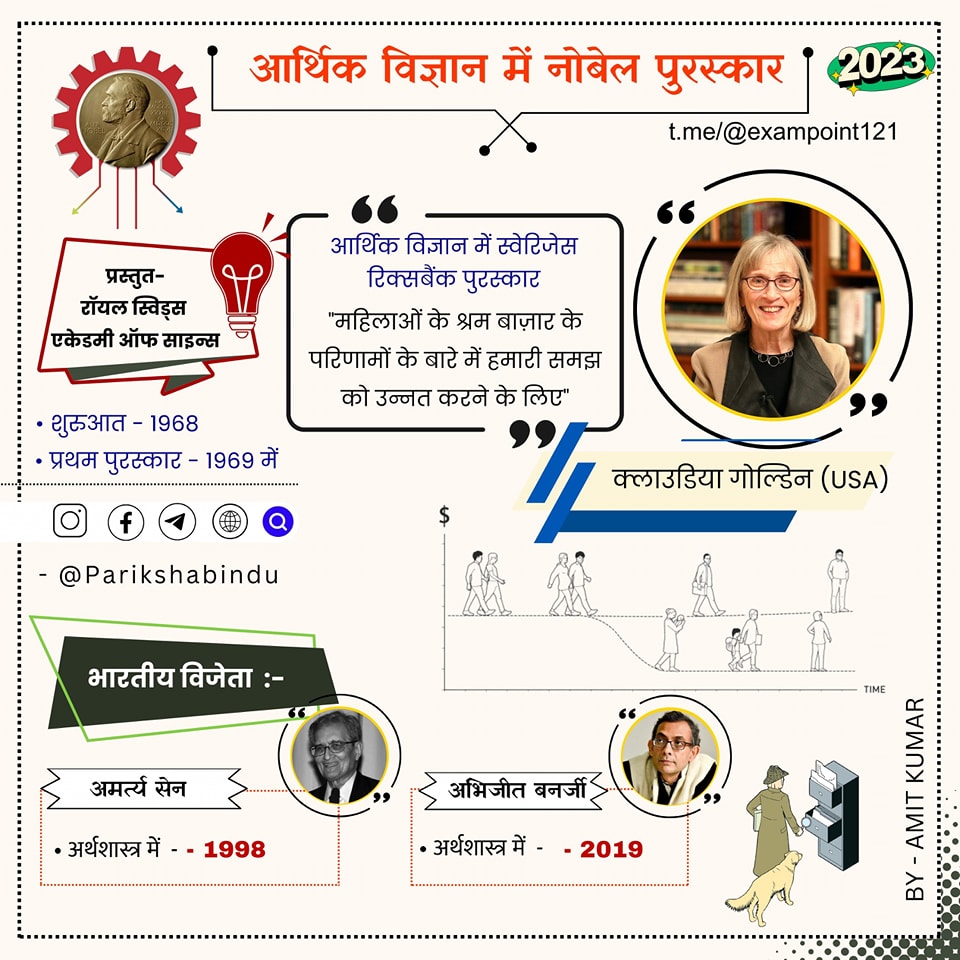 आर्थिक विज्ञान में नोबेल पुरस्कार
2023
t.me/@exampoint121
प्रस्तुत-
रॉयल स्विड्स
एकेडमी ऑफ साइन्स
आर्थिक विज्ञान में स्वेरिजेस
रिक्सबैंक पुरस्कार
"महिलाओं के श्रम बाज़ार के
परिणामों के बारे में हमारी समझ
को उन्नत करने के लिए"
• शुरुआत - 1968
• प्रथम पुरस्कार - 1969 में
क्लाउडिया गोल्डिन (USA)
- @Parikshabindu
$
TIME
भारतीय विजेता :-
अमर्त्य सेन
• अर्थशास्त्र में - - 1998
अभिजीत बनर्जी
• अर्थशास्त्र में - - 2019
BY - AMIT KUMAR